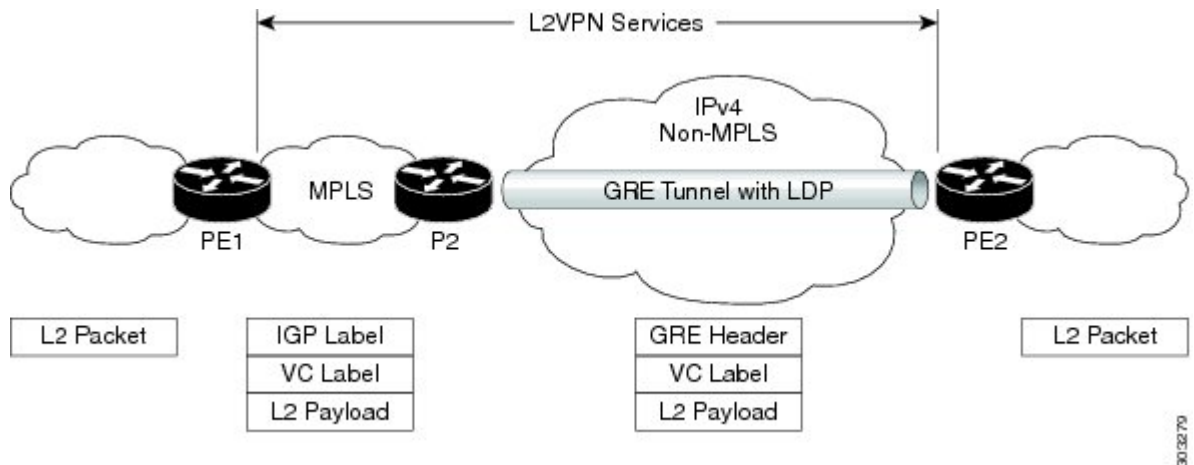 L2VPN Services
IPv4
Non-MPLS
MPLS
GRE Tunnel with LDP
PE1
P2
PE2
L2 Packet
IGP Label
VC Label
L2 Payload
GRE Header
VC Label
L2 Payload
L2 Packet
303279